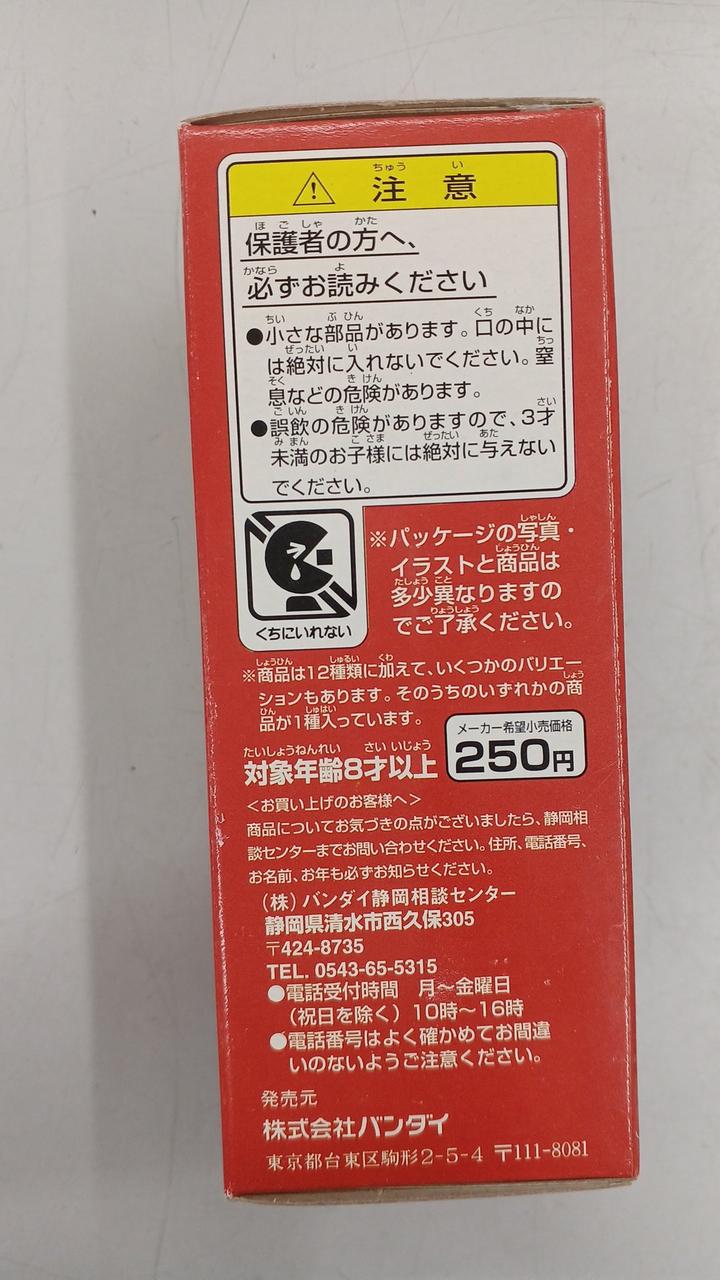 注意
保護者の方へ、
必ずお読みください
●小さな部品があります。口の中に
は絶対に入れないでください。窒
息などの危険があります。
●誤飲の危険がありますので、3才
未満のお子様には絶対に与えない
でください。
くちにいれない
※パッケージの写真・
イラストと商品は
多少異なりますの
でご了承ください。
※商品は12種類に加えて、いくつかのバリエー
ションもあります。そのうちのいずれかの商
品が1種入っています。
メーカー希望小売価格
250円
対象年齢8才以上
<お買い上げのお客様へ>
商品についてお気づきの点がございましたら、静岡相
談センターまでお問い合わせください。住所、電話番号、
お名前、お年も必ずお知らせください。
(株)バンダイ静岡相談センター
静岡県清水市西久保305
〒424-8735
TEL. 0543-65-5315
●電話受付時間 月〜金曜日
(祝日を除く)10時〜16時
●電話番号はよく確かめてお間違
いのないようご注意ください。
発売元
株式会社バンダイ
東京都台東区駒形2-5-4 〒111-8081